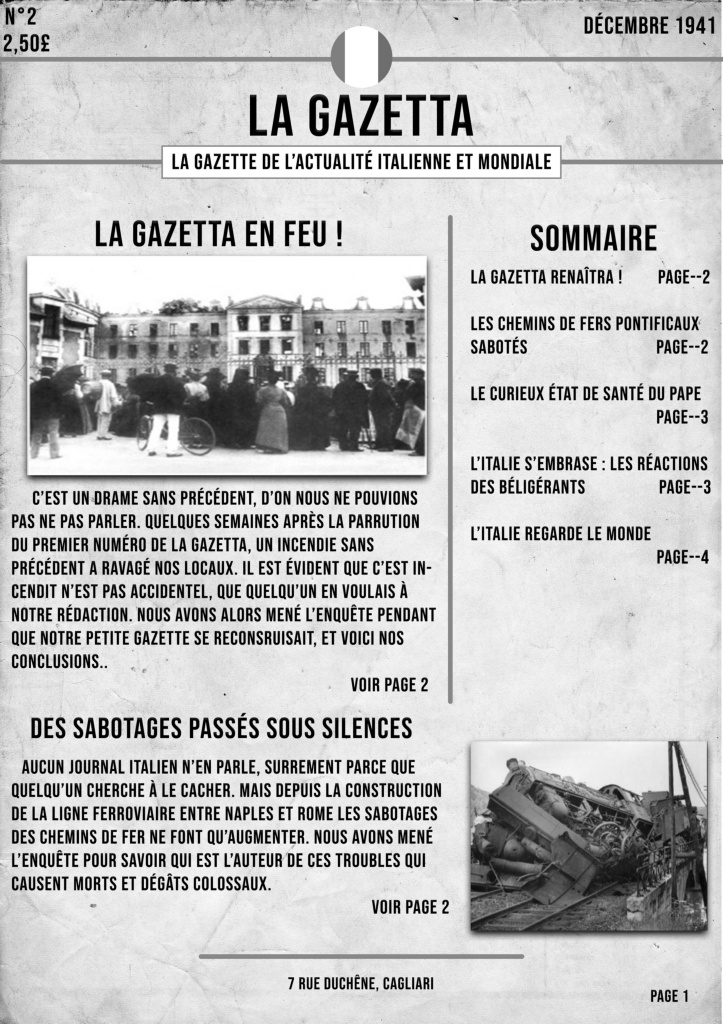 N°2
2,50£
DÉCEMBRE 1941
LA GAZETTA
LA GAZETTE DE L'ACTUALITÉ ITALIENNE ET MONDIALE
LA GAZETTA EN FEU !
C'EST UN DRAME SANS PRÉCÉDENT, D'ON NOUS NE POUVIONS
PAS NE PAS PARLER. QUELQUES SEMAINES APRÈS LA PARRUTION
DU PREMIER NUMÉRO DE LA GAZETTA, UN INCENDIE SANS
PRÉCÉDENT A RAVAGÉ NOS LOCAUX. IL EST ÉVIDENT QUE C'EST IN-
CENDIT N'EST PAS ACCIDENTEL, QUE QUELQU'UN EN VOULAIS À
NOTRE RÉDACTION. NOUS AVONS ALORS MENÉ L'ENQUÊTE PENDANT
QUE NOTRE PETITE GAZETTE SE RECONSRUISAIT, ET VOICI NOS
CONCLUSIONS..
VOIR PAGE 2
SOMMAIRE
LA GAZETTA RENAÎTRA ! PAGE--2
LES CHEMINS DE FERS PONTIFICAUX
SABOTÉS PAGE--2
LE CURIEUX ÉTAT DE SANTÉ DU PAPE
PAGE--3
L'ITALIE S'EMBRASE : LES RÉACTIONS
DES BÉLIGÉRANTS PAGE--3
L'ITALIE REGARDE LE MONDE
PAGE--4
DES SABOTAGES PASSÉS SOUS SILENCES
AUCUN JOURNAL ITALIEN N'EN PARLE, SURREMENT PARCE QUE
QUELQU'UN CHERCHE À LE CACHER. MAIS DEPUIS LA CONSTRUCTION
DE LA LIGNE FERROVIAIRE ENTRE NAPLES ET ROME LES SABOTAGES
DES CHEMINS DE FER NE FONT QU'AUGMENTER. NOUS AVONS MENÉ
L'ENQUÊTE POUR SAVOIR QUI EST L'AUTEUR DE CES TROUBLES QUI
CAUSENT MORTS ET DÉGÂTS COLOSSAUX.
VOIR PAGE 2
7 RUE DUCHÊNE, CAGLIARI
PAGE 1